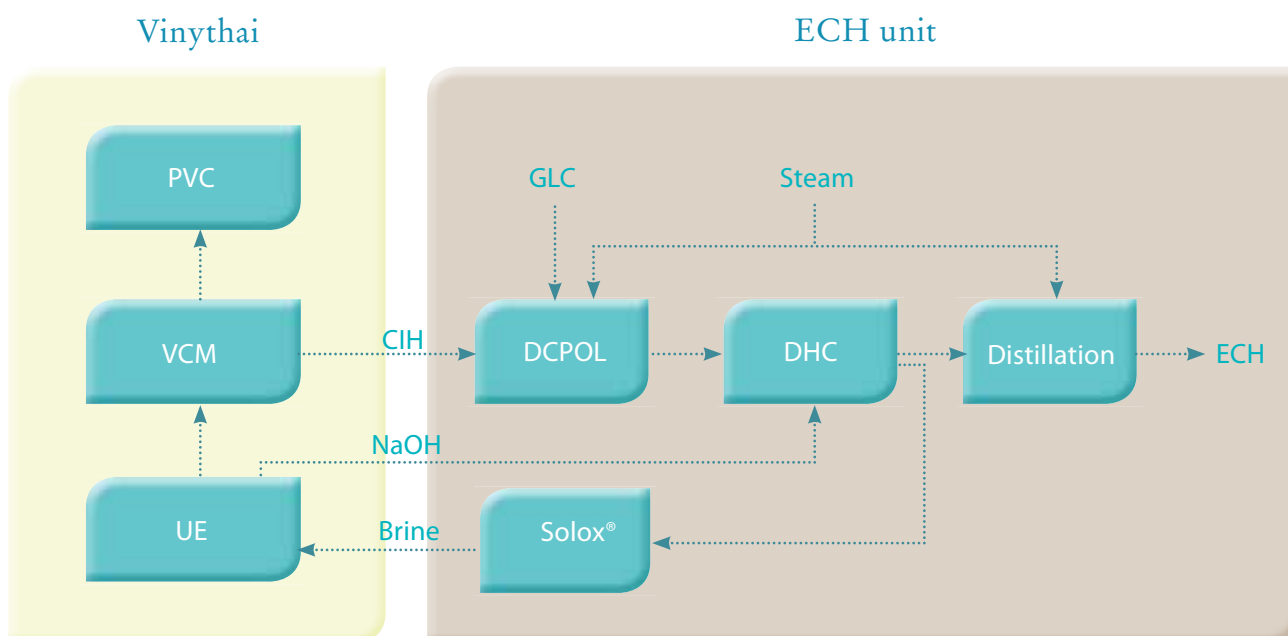 Vinythai
ECH unit
PVC
GLC
Steam
VCM
ClH
DCPOL
DHC
Distillation
ECH
NaOH
UE
Brine
Solox®